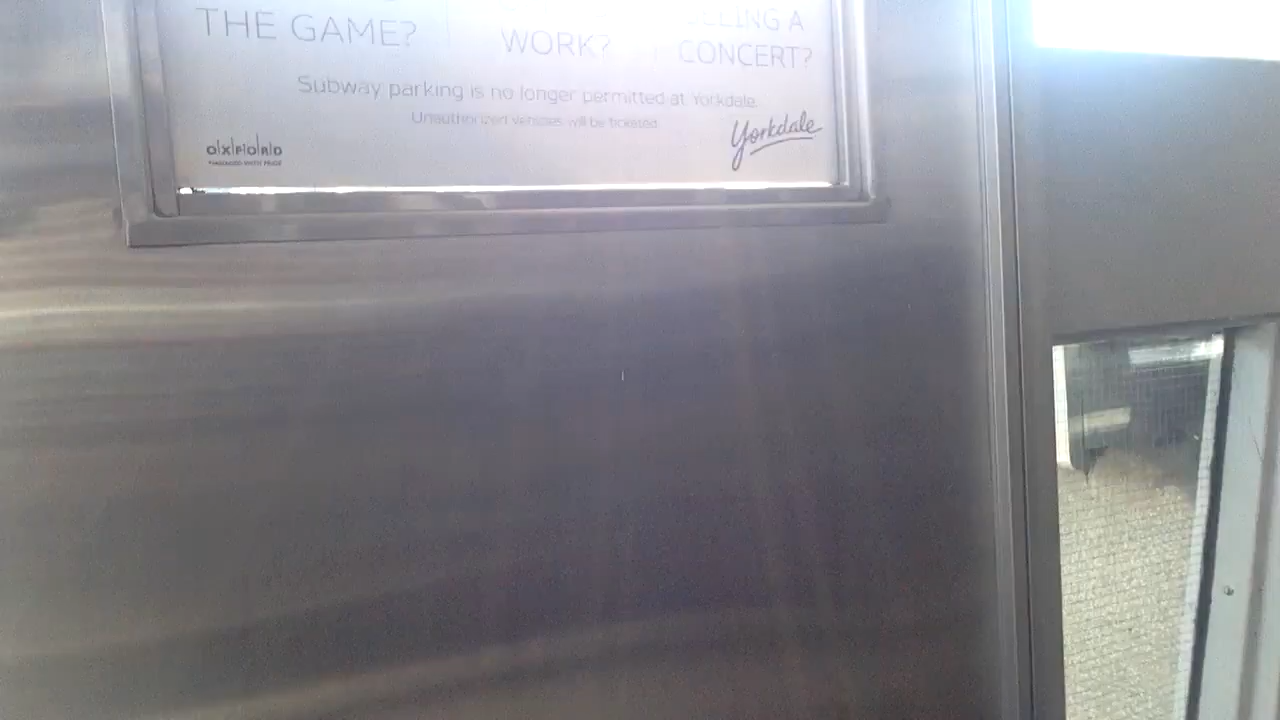 THE GAME?
WORK?
A
CONCERT?
Subway parking is no longer permitted at Yorkdale.
Unauthorized vehicles will be ticketed.
OXFORD
Yorkdale